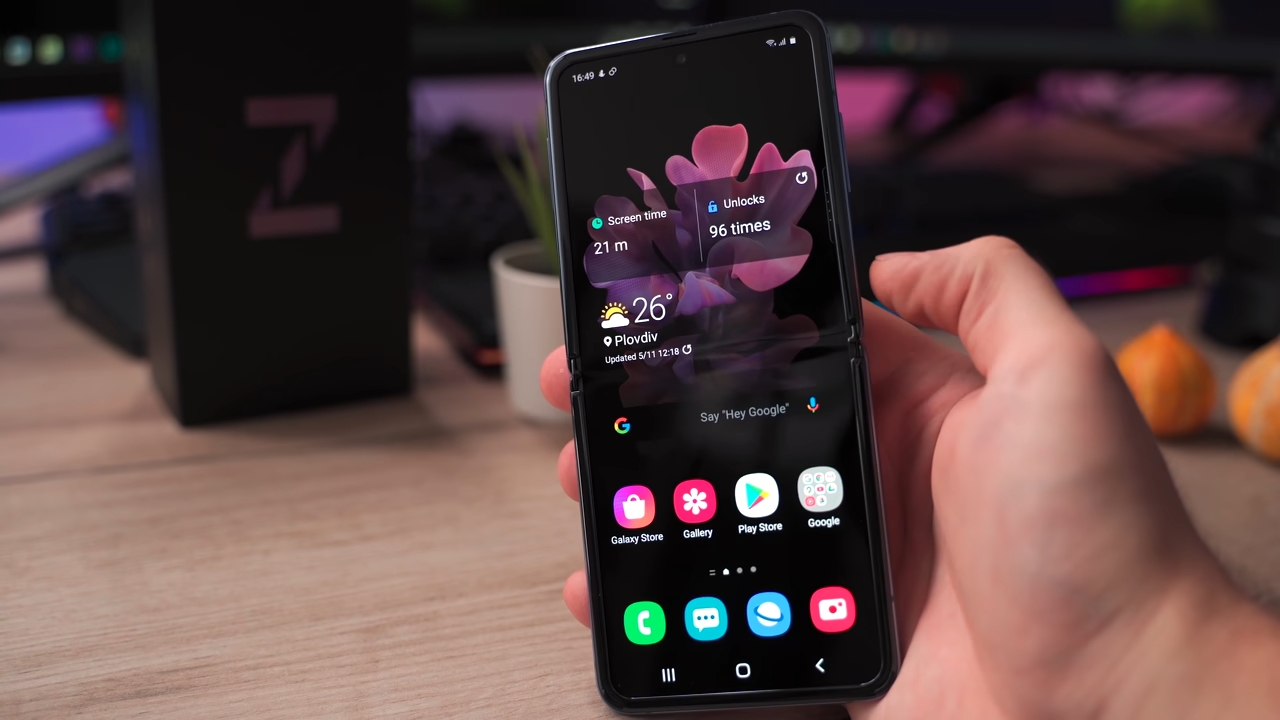 Z
16:49
Screen time
21 m
Unlocks
96 times
26°
Plovdiv
Updated 5/11 12:18
G
Say "Hey Google"
Galaxy Store
Gallery
Play Store
Google